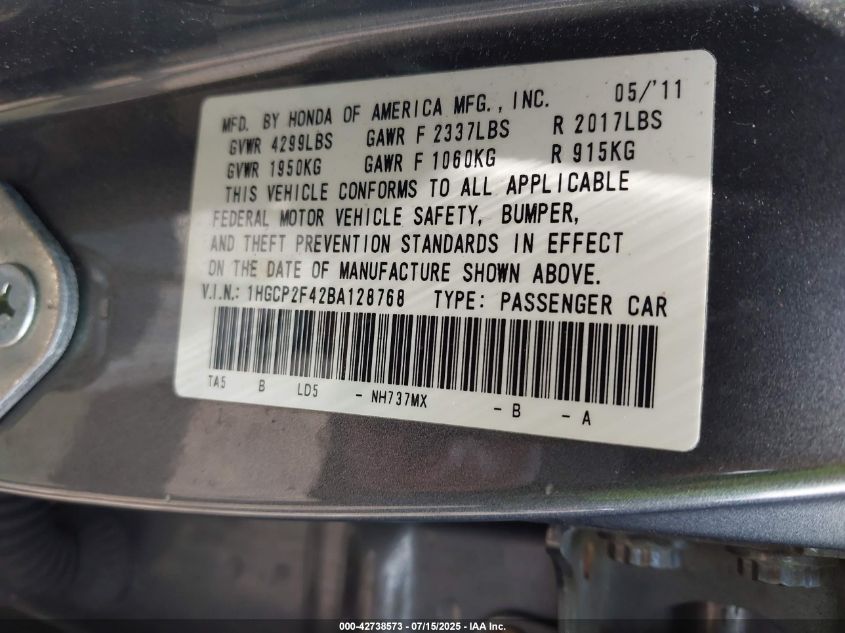 MFD. BY HONDA OF AMERICA MFG., INC. 05/'11
GVWR 4299LBS GAWR F 2337LBS R 2017LBS
GVWR 1950KG GAWR F 1060KG R 915KG
THIS VEHICLE CONFORMS TO ALL APPLICABLE
FEDERAL MOTOR VEHICLE SAFETY, BUMPER,
AND THEFT PREVENTION STANDARDS IN EFFECT
ON THE DATE OF MANUFACTURE SHOWN ABOVE.
V.I.N.: 1HGCP2F42BA128768 TYPE: PASSENGER CAR
TA5 B LD5 - NH737MX - B - A
000-42738573 - 07/15/2025 - IAA Inc.